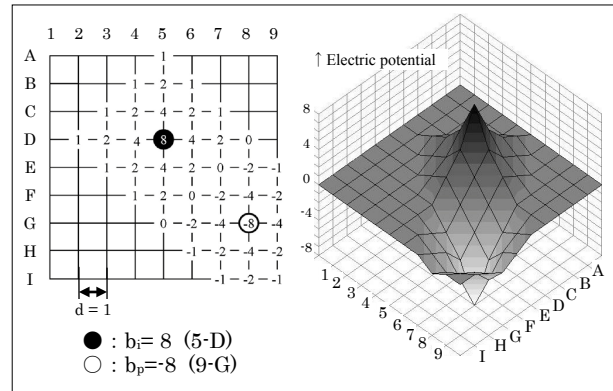 1 2 3 4 5 6 7 8 9
A 1
B 1 2 1
C 1 2 4 2 1
D 1 2 4 8 4 2 0
E 1 2 4 2 0 -2 -1
F 1 2 0 -2 -4 -2
G 0 -2 -4 -8 -4
H -1 -2 -4 -2
I -1 -2 -1
d = 1
: bi= 8 (5-D)
: bp=-8 (9-G)
↑ Electric potential
8
4
0
-4
-8
1 2 3 4 5 6 7 8 9
I H G F E D C B A